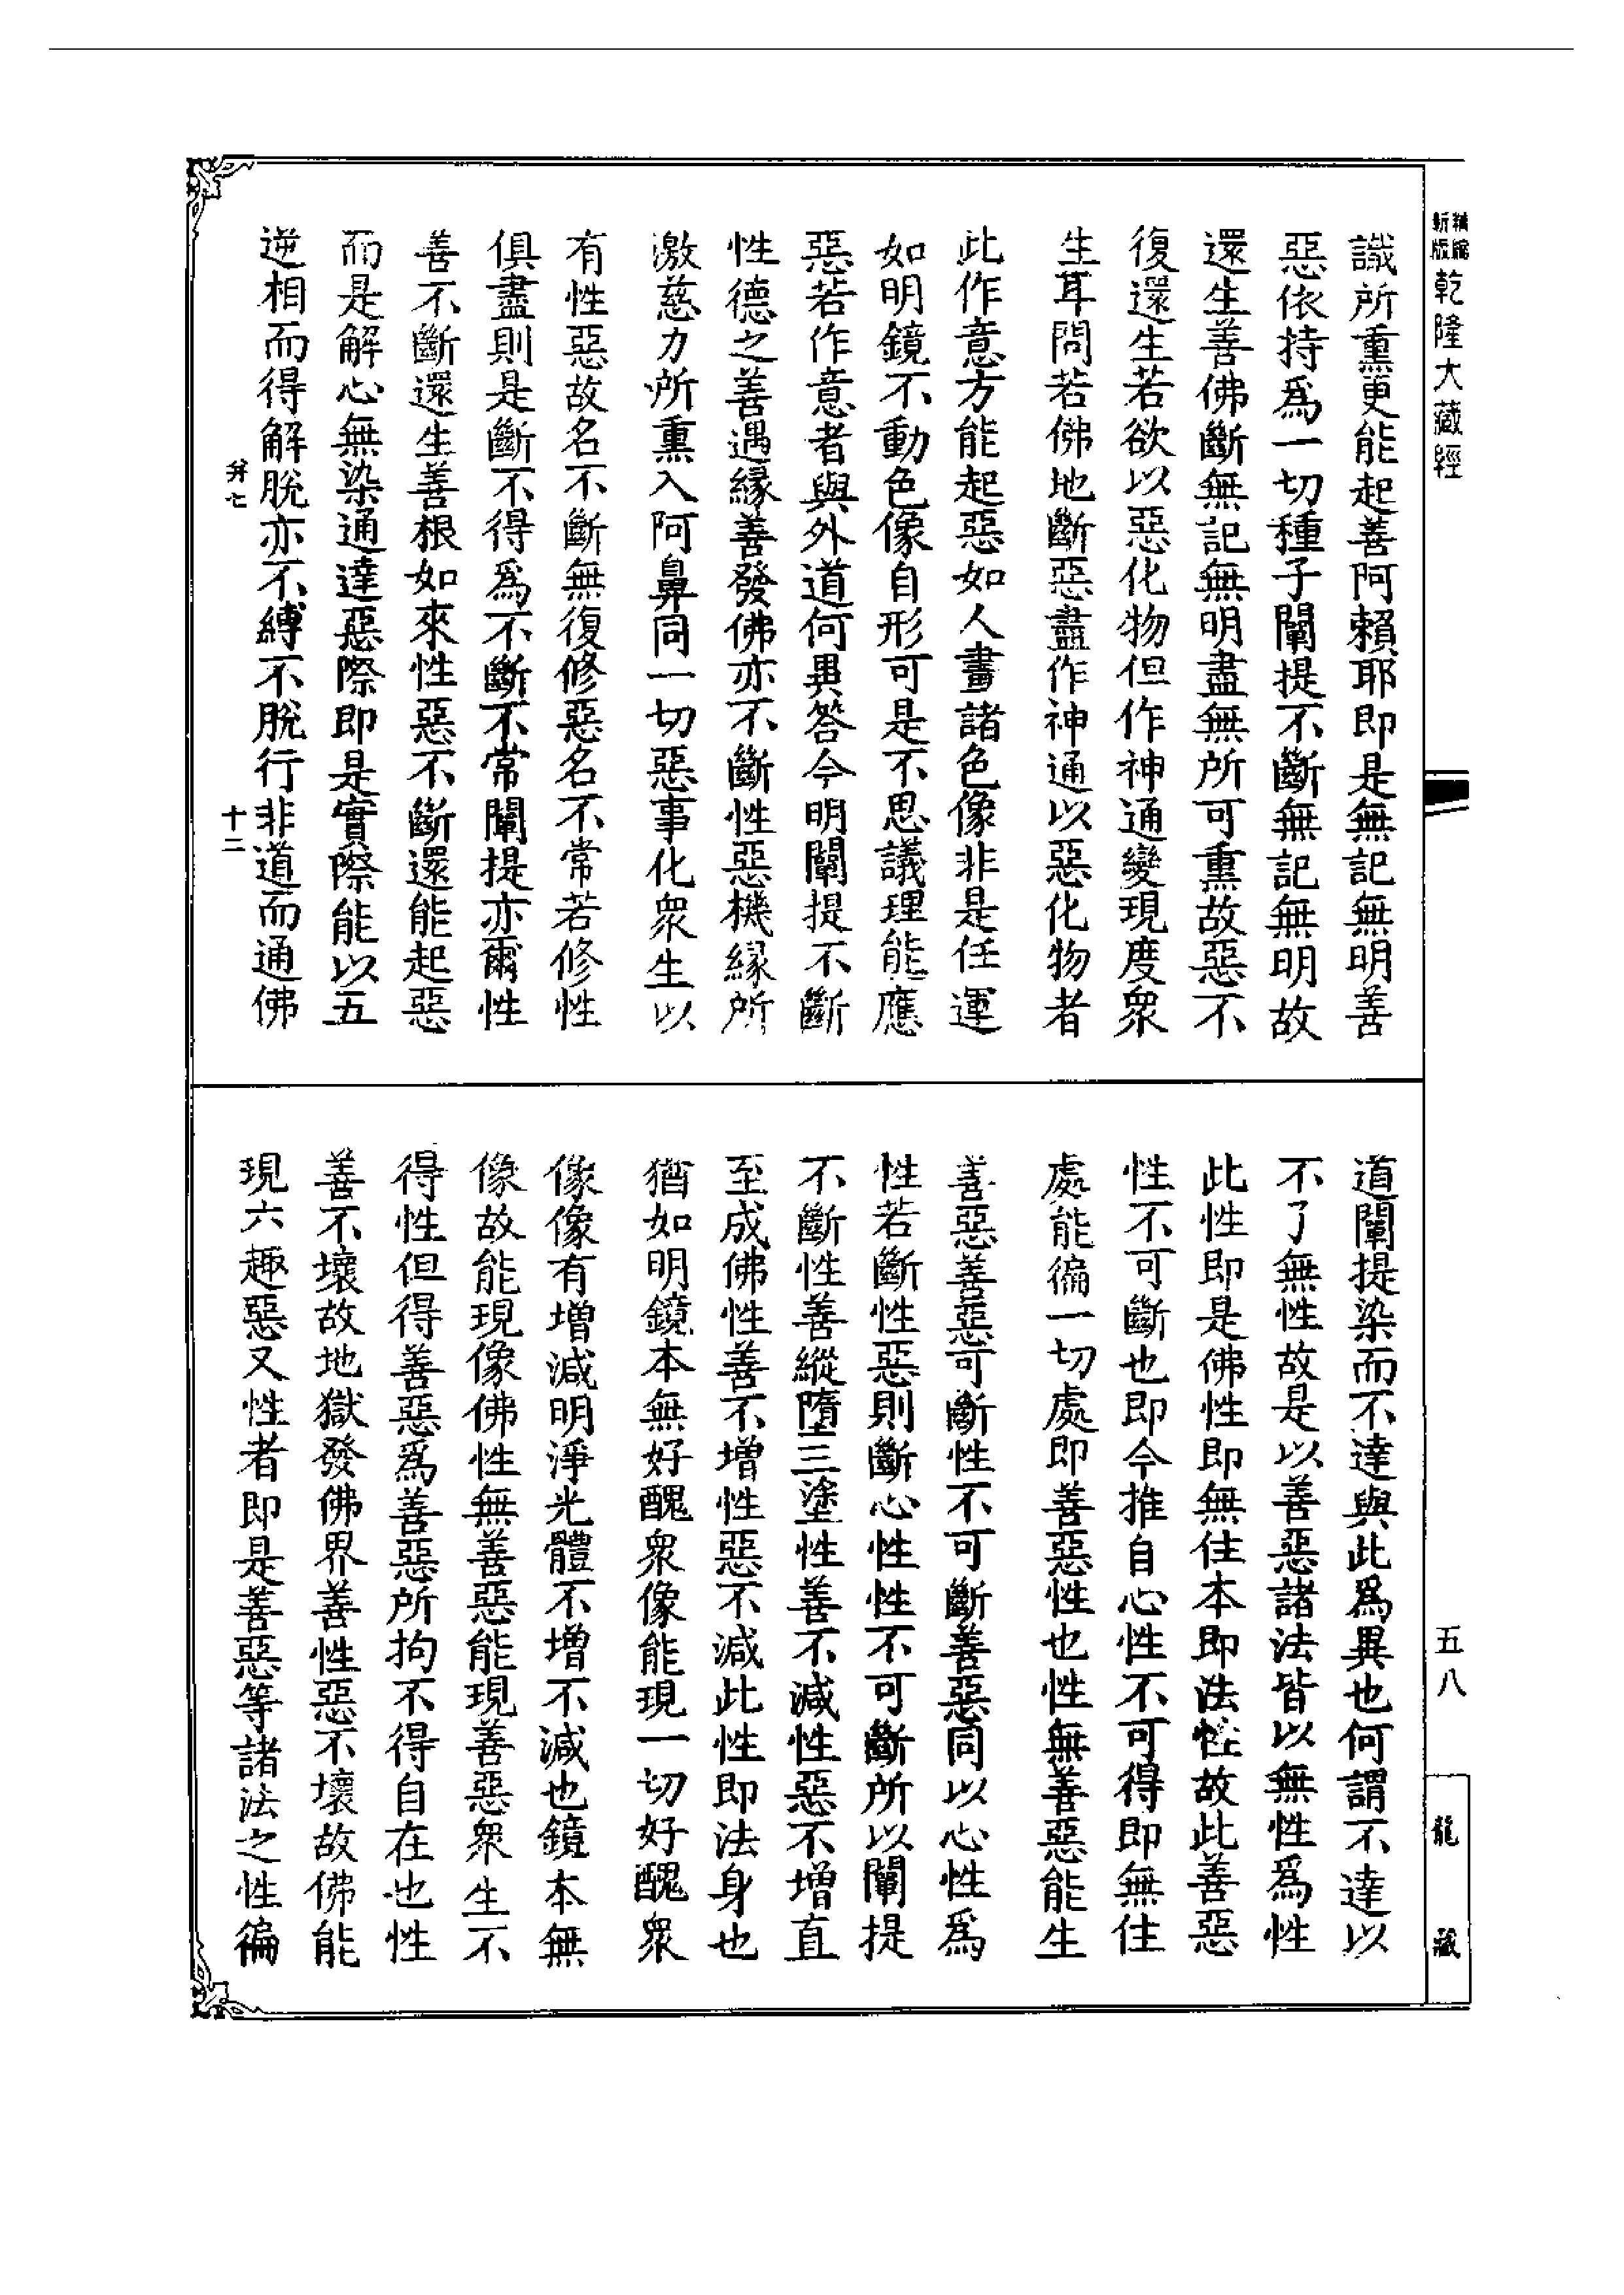 精縮
新版
乾隆大藏經
識所熏更能起善阿賴耶即是無記無明善
惡依持爲一切種子闡提不斷無記無明故
還生善佛斷無記無明盡無所可熏故惡不
復還生若欲以惡化物但作神通變現度衆
生耳問若佛地斷惡盡作神通以惡化物者
此作意方能起惡如人畫諸色像非是任運
如明鏡不動色像自形可是不思議理能應
惡若作意者與外道何異答今明闡提不斷
性德之善遇緣善發佛亦不斷性惡機緣所
激慈力所熏入阿鼻同一切惡事化衆生以
有性惡故名不斷無復修惡名不常若修性
俱盡則是斷不得爲不斷不常闡提亦爾性
善不斷還生善根如來性惡不斷還能起惡
而是解心無染通達惡際即是實際能以五
逆相而得解脫亦不縛不脫行非道而通佛
弁七
十二
道闡提染而不達與此爲異也何謂不達以
不了無性故是以善惡諸法皆以無性爲性
此性即是佛性即無住本即法性故此善惡
性不可斷也即今推自心性不可得即無住
處能徧一切處即善惡性也性無善惡能生
善惡善惡可斷性不可斷善惡同以心性爲
性若斷性惡則斷心性性不可斷所以闡提
不斷性善縱墮三塗性善不減性惡不增直
至成佛性善不增性惡不減此性即法身也
猶如明鏡本無好醜衆像能現一切好醜衆
像像有增減明淨光體不增不減也鏡本無
像故能現像佛性無善惡能現善惡衆生不
得性但得善惡爲善惡所拘不得自在也性
善不壞故地獄發佛界善性惡不壞故佛能
現六趣惡又性者即是善惡等諸法之性徧
五八
龍藏